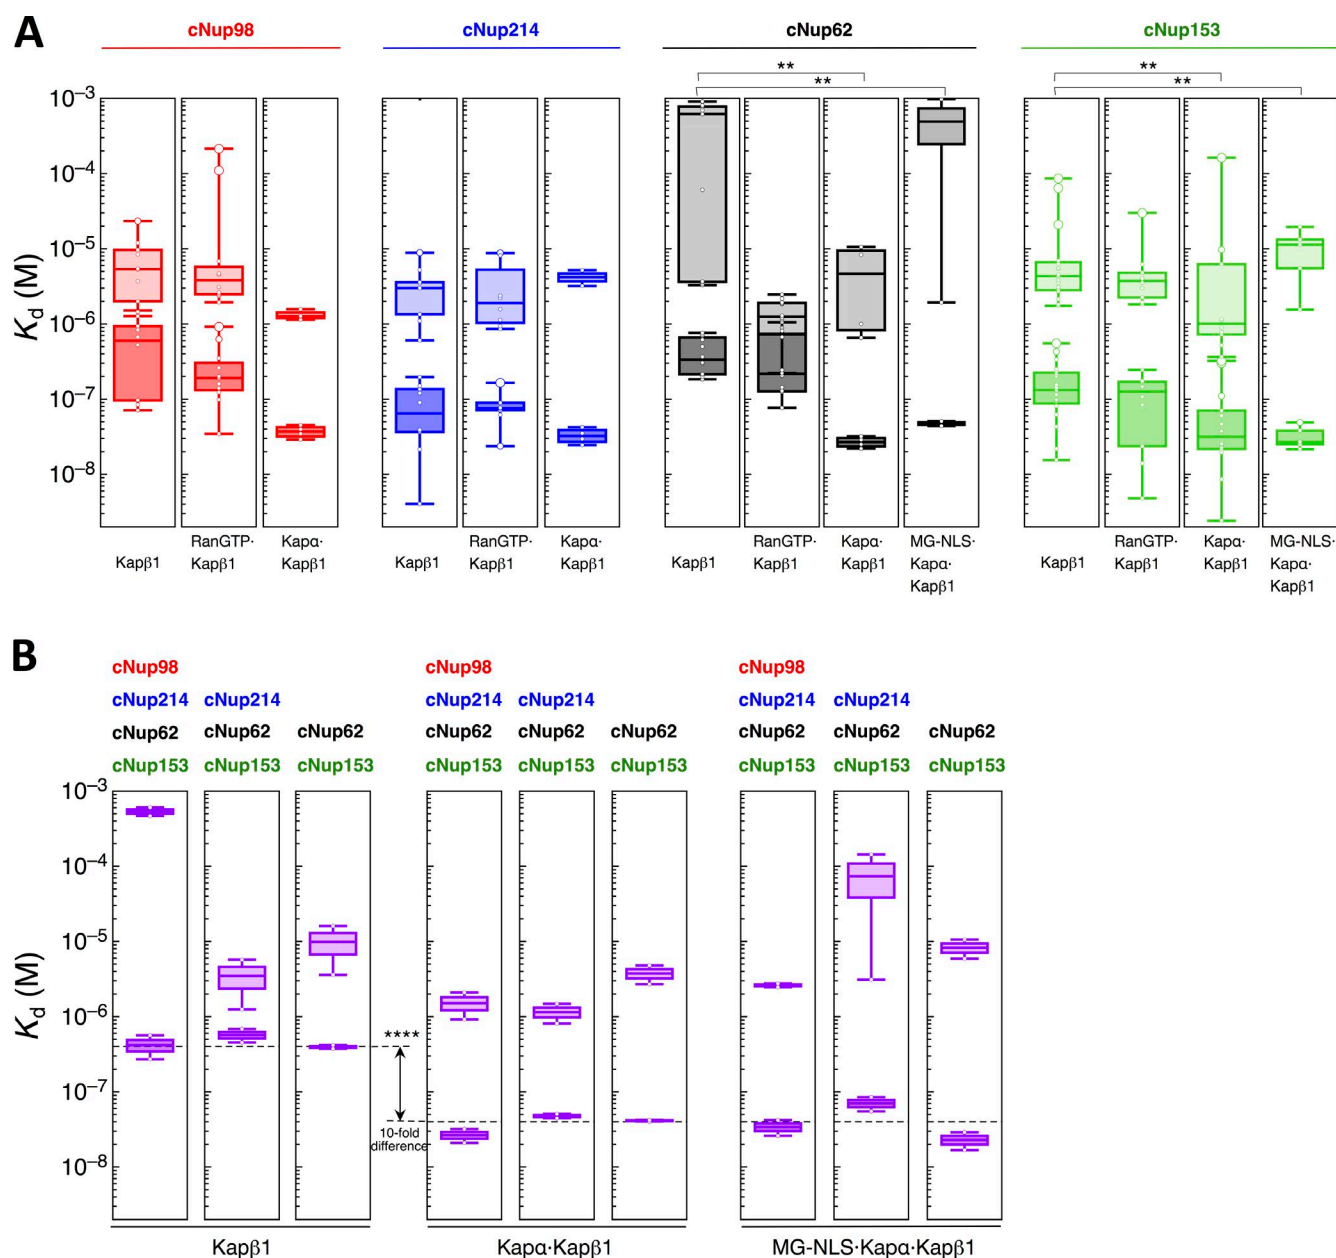 A
cNup98 cNup214 cNup62 cNup153
** **
** **
10⁻³
10⁻⁴
10⁻⁵
10⁻⁶
10⁻⁷
10⁻⁸
Kd (M)
Kapβ1 RanGTP· Kapβ1 Kapα· Kapβ1
Kapβ1 RanGTP· Kapβ1 Kapα· Kapβ1
Kapβ1 RanGTP· Kapβ1 Kapα· Kapβ1 MG-NLS· Kapα· Kapβ1
Kapβ1 RanGTP· Kapβ1 Kapα· Kapβ1 MG-NLS· Kapα· Kapβ1
B
cNup98 cNup98 cNup98
cNup214 cNup214 cNup214 cNup214 cNup214 cNup214
cNup62 cNup62 cNup62 cNup62 cNup62 cNup62 cNup62 cNup62 cNup62
cNup153 cNup153 cNup153 cNup153 cNup153 cNup153 cNup153 cNup153 cNup153
10⁻³
10⁻⁴
10⁻⁵
10⁻⁶
10⁻⁷
10⁻⁸
Kd (M)
****
10-fold
difference
Kapβ1 Kapα·Kapβ1 MG-NLS·Kapα·Kapβ1